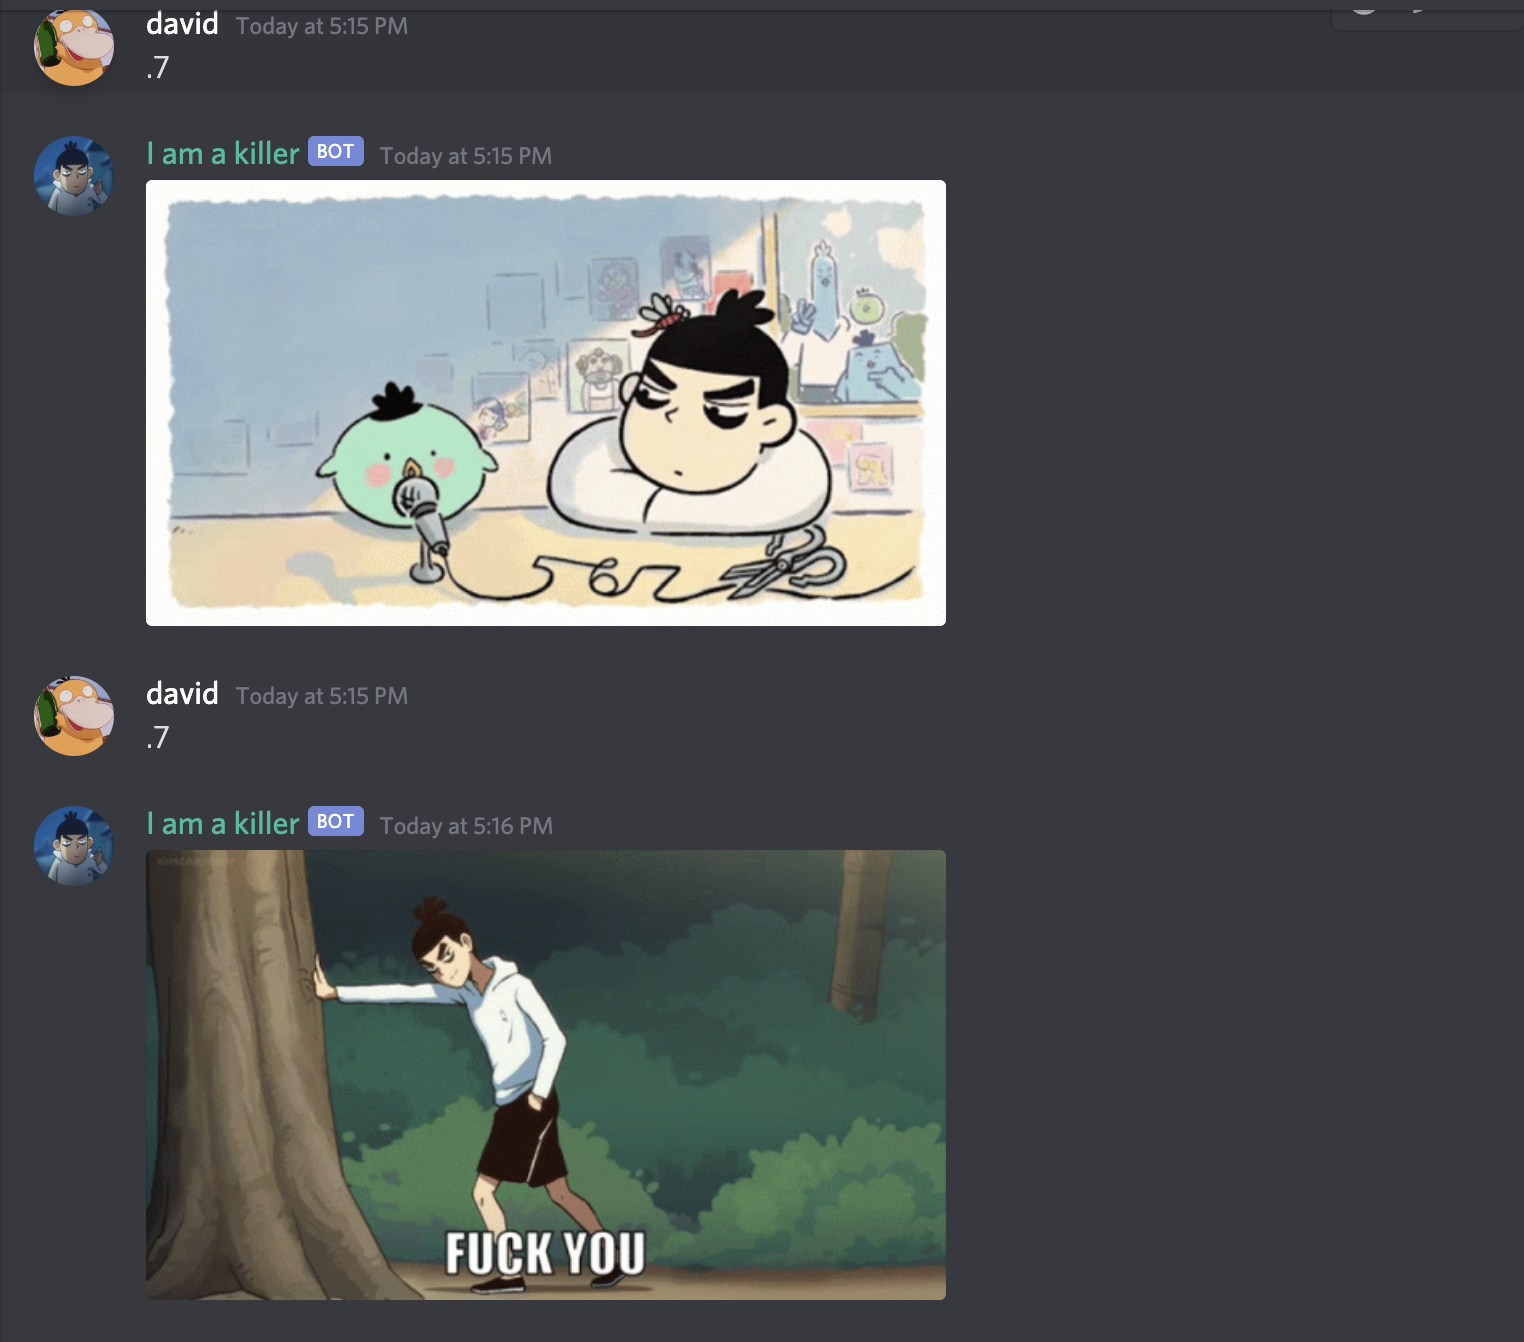 david Today at 5:15 PM
.7
I am a killer BOT Today at 5:15 PM
david Today at 5:15 PM
.7
I am a killer BOT Today at 5:16 PM
FUCK YOU